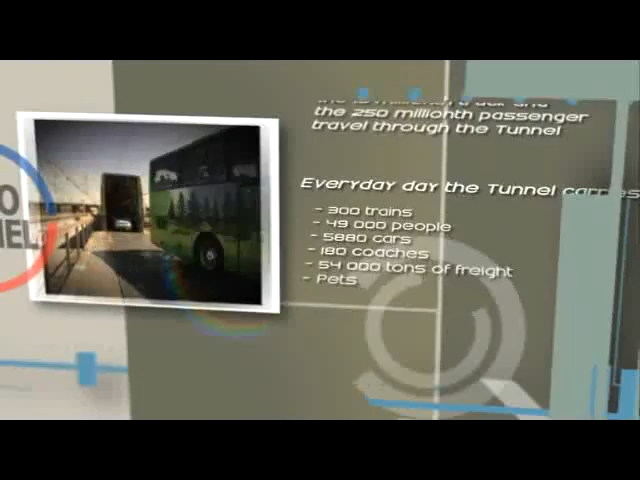 the 250 millionth passenger
travel through the Tunnel
Everyday day the Tunnel carries
- 300 trains
- 49 000 people
- 5880 cars
- 180 coaches
- 54 000 tons of freight
- Pets